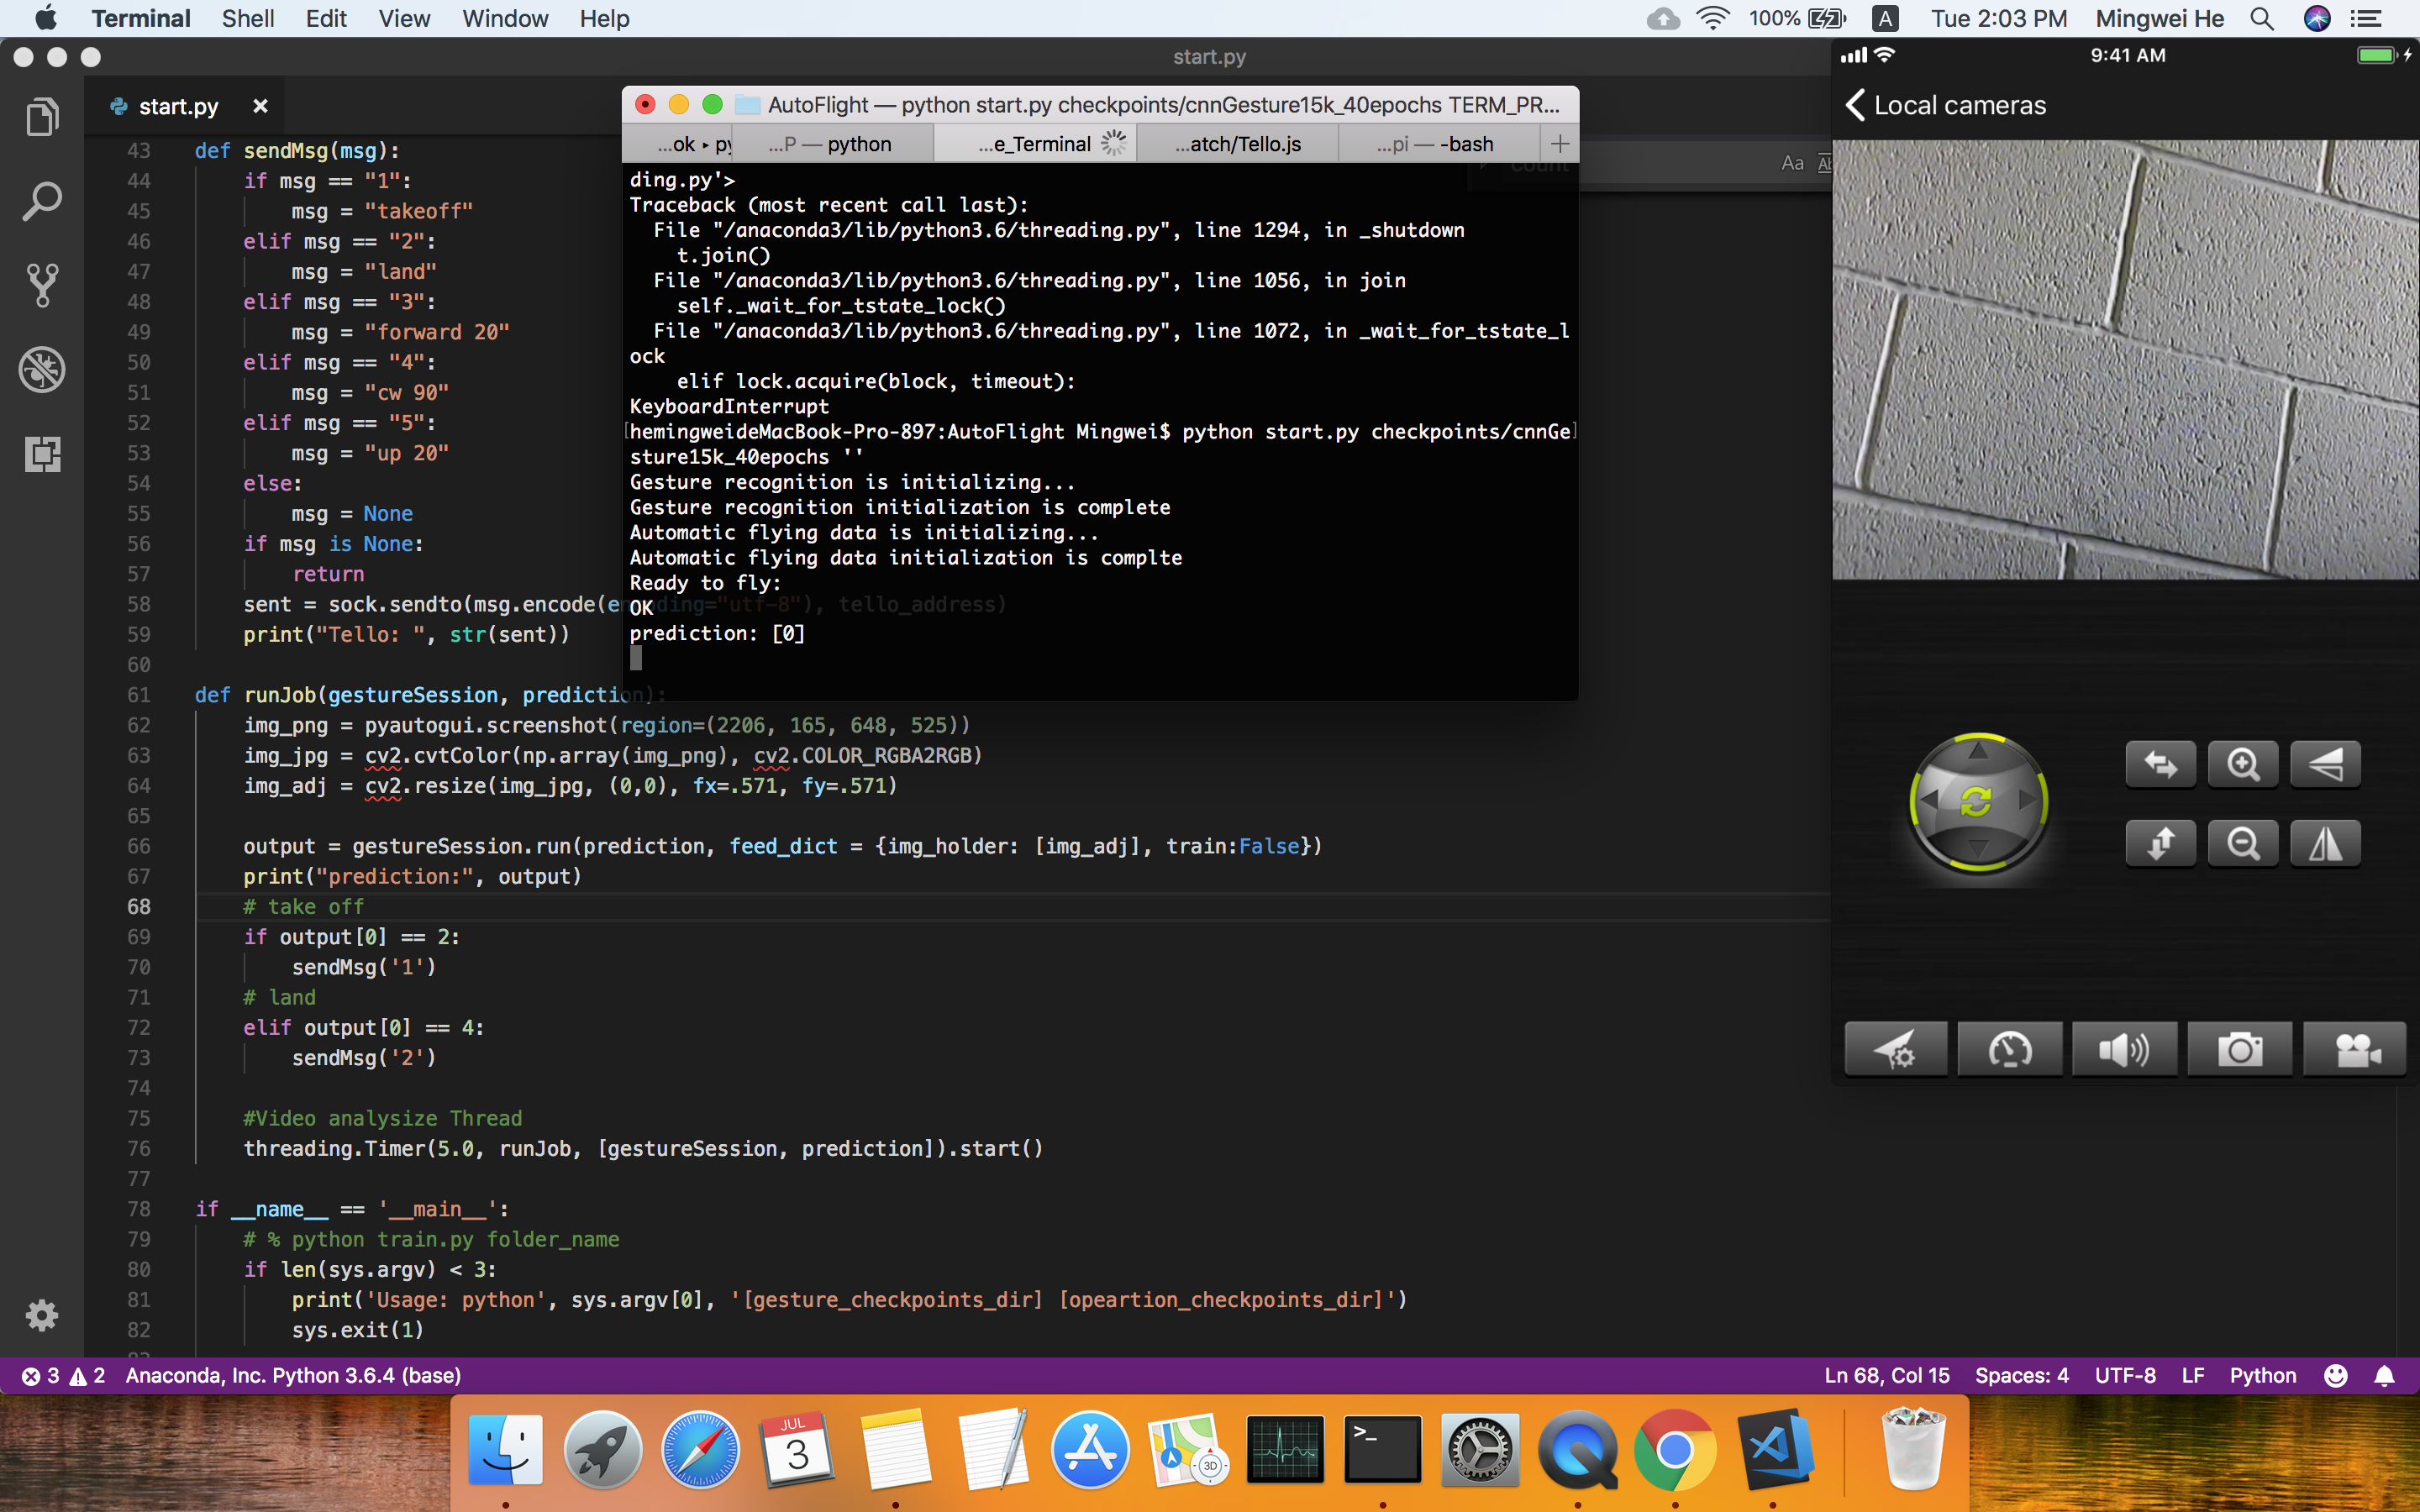 Terminal Shell Edit View Window Help 100% A Tue 2:03 PM Mingwei He
start.py
start.py ×
43 def sendMsg(msg):
44 if msg == "1":
45 msg = "takeoff"
46 elif msg == "2":
47 msg = "land"
48 elif msg == "3":
49 msg = "forward 20"
50 elif msg == "4":
51 msg = "cw 90"
52 elif msg == "5":
53 msg = "up 20"
54 else:
55 msg = None
56 if msg is None:
57 return
58 sent = sock.sendto(msg.encode(encoding="utf-8"), tello_address)
59 print("Tello: ", str(sent))
60
61 def runJob(gestureSession, prediction):
62 img_png = pyautogui.screenshot(region=(2206, 165, 648, 525))
63 img_jpg = cv2.cvtColor(np.array(img_png), cv2.COLOR_RGBA2RGB)
64 img_adj = cv2.resize(img_jpg, (0,0), fx=.571, fy=.571)
65
66 output = gestureSession.run(prediction, feed_dict = {img_holder: [img_adj], train:False})
67 print("prediction:", output)
68 # take off
69 if output[0] == 2:
70 sendMsg('1')
71 # land
72 elif output[0] == 4:
73 sendMsg('2')
74
75 #Video analysize Thread
76 threading.Timer(5.0, runJob, [gestureSession, prediction]).start()
77
78 if __name__ == '__main__':
79 # % python train.py folder_name
80 if len(sys.argv) < 3:
81 print('Usage: python', sys.argv[0], '[gesture_checkpoints_dir] [opeartion_checkpoints_dir]')
82 sys.exit(1)
AutoFlight — python start.py checkpoints/cnnGesture15k_40epochs TERM_PR...
...ok ▸ py ...P — python ...e_Terminal ...atch/Tello.js ...pi — -bash +
count
Aa
ding.py'>
Traceback (most recent call last):
File "/anaconda3/lib/python3.6/threading.py", line 1294, in _shutdown
t.join()
File "/anaconda3/lib/python3.6/threading.py", line 1056, in join
self._wait_for_tstate_lock()
File "/anaconda3/lib/python3.6/threading.py", line 1072, in _wait_for_tstate_l
ock
elif lock.acquire(block, timeout):
KeyboardInterrupt
[hemingweideMacBook-Pro-897:AutoFlight Mingwei$ python start.py checkpoints/cnnGe]
sture15k_40epochs ''
Gesture recognition is initializing...
Gesture recognition initialization is complete
Automatic flying data is initializing...
Automatic flying data initialization is complte
Ready to fly:
OK
prediction: [0]
9:41 AM
Local cameras
3 2 Anaconda, Inc. Python 3.6.4 (base) Ln 68, Col 15 Spaces: 4 UTF-8 LF Python
JUL
3
3D
>_